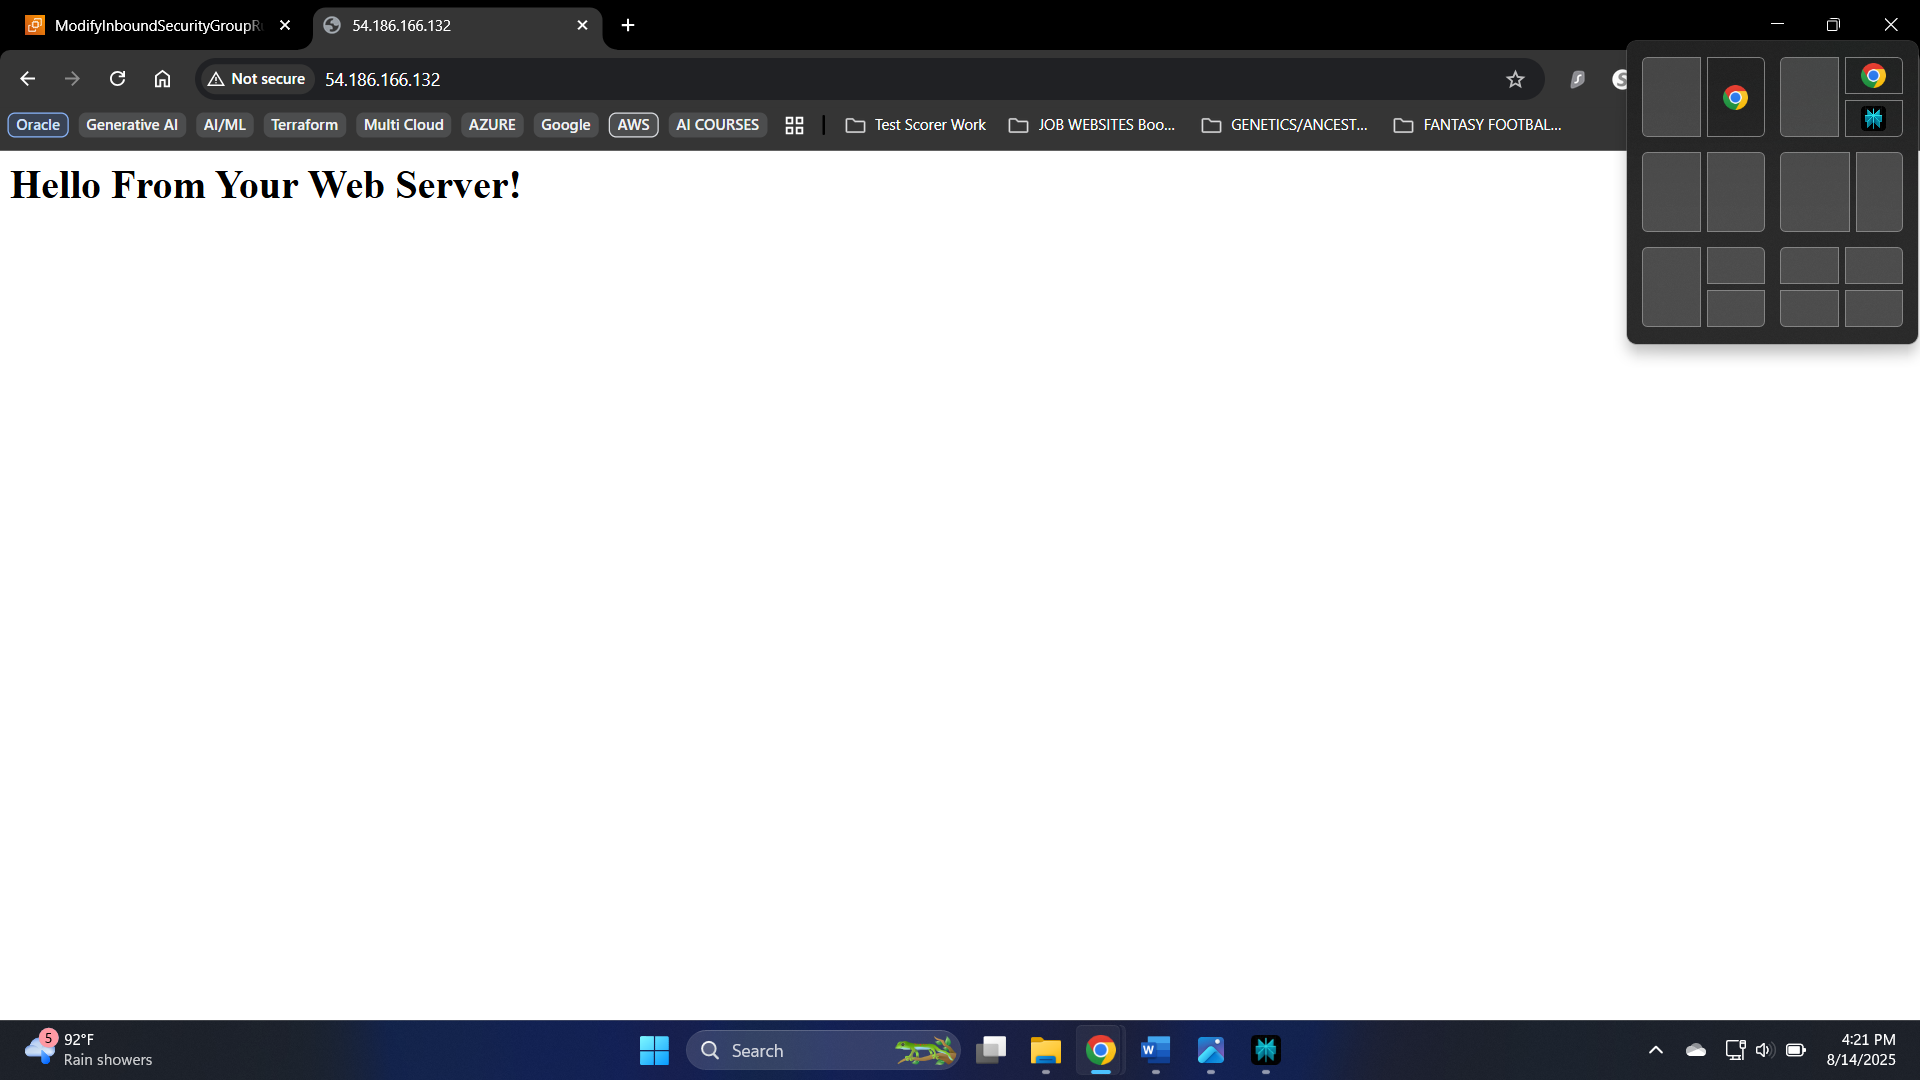 ModifyInboundSecurityGroupR
54.186.166.132
Not secure
54.186.166.132
Oracle
Generative AI
AI/ML
Terraform
Multi Cloud
AZURE
Google
AWS
AI COURSES
Test Scorer Work
JOB WEBSITES Boo...
GENETICS/ANCEST...
FANTASY FOOTBAL...
Hello From Your Web Server!
5
92°F
Rain showers
Search
W
4:21 PM
8/14/2025